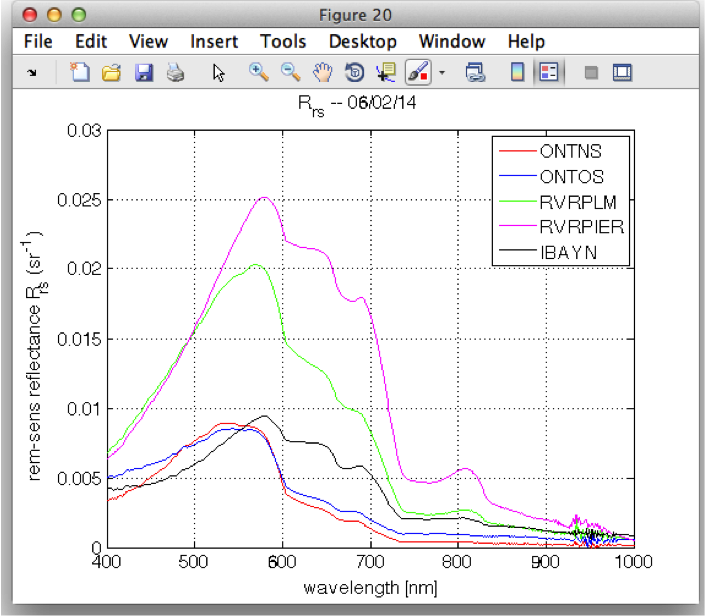 Figure 20
File Edit View Insert Tools Desktop Window Help
Rrs -- 06/02/14
0.03
0.025
0.02
0.015
0.01
0.005
0
rem-sens reflectance Rrs (sr-1)
ONTNS
ONTOS
RVRPLM
RVRPIER
IBAYN
400 500 600 700 800 900 1000
wavelength [nm]